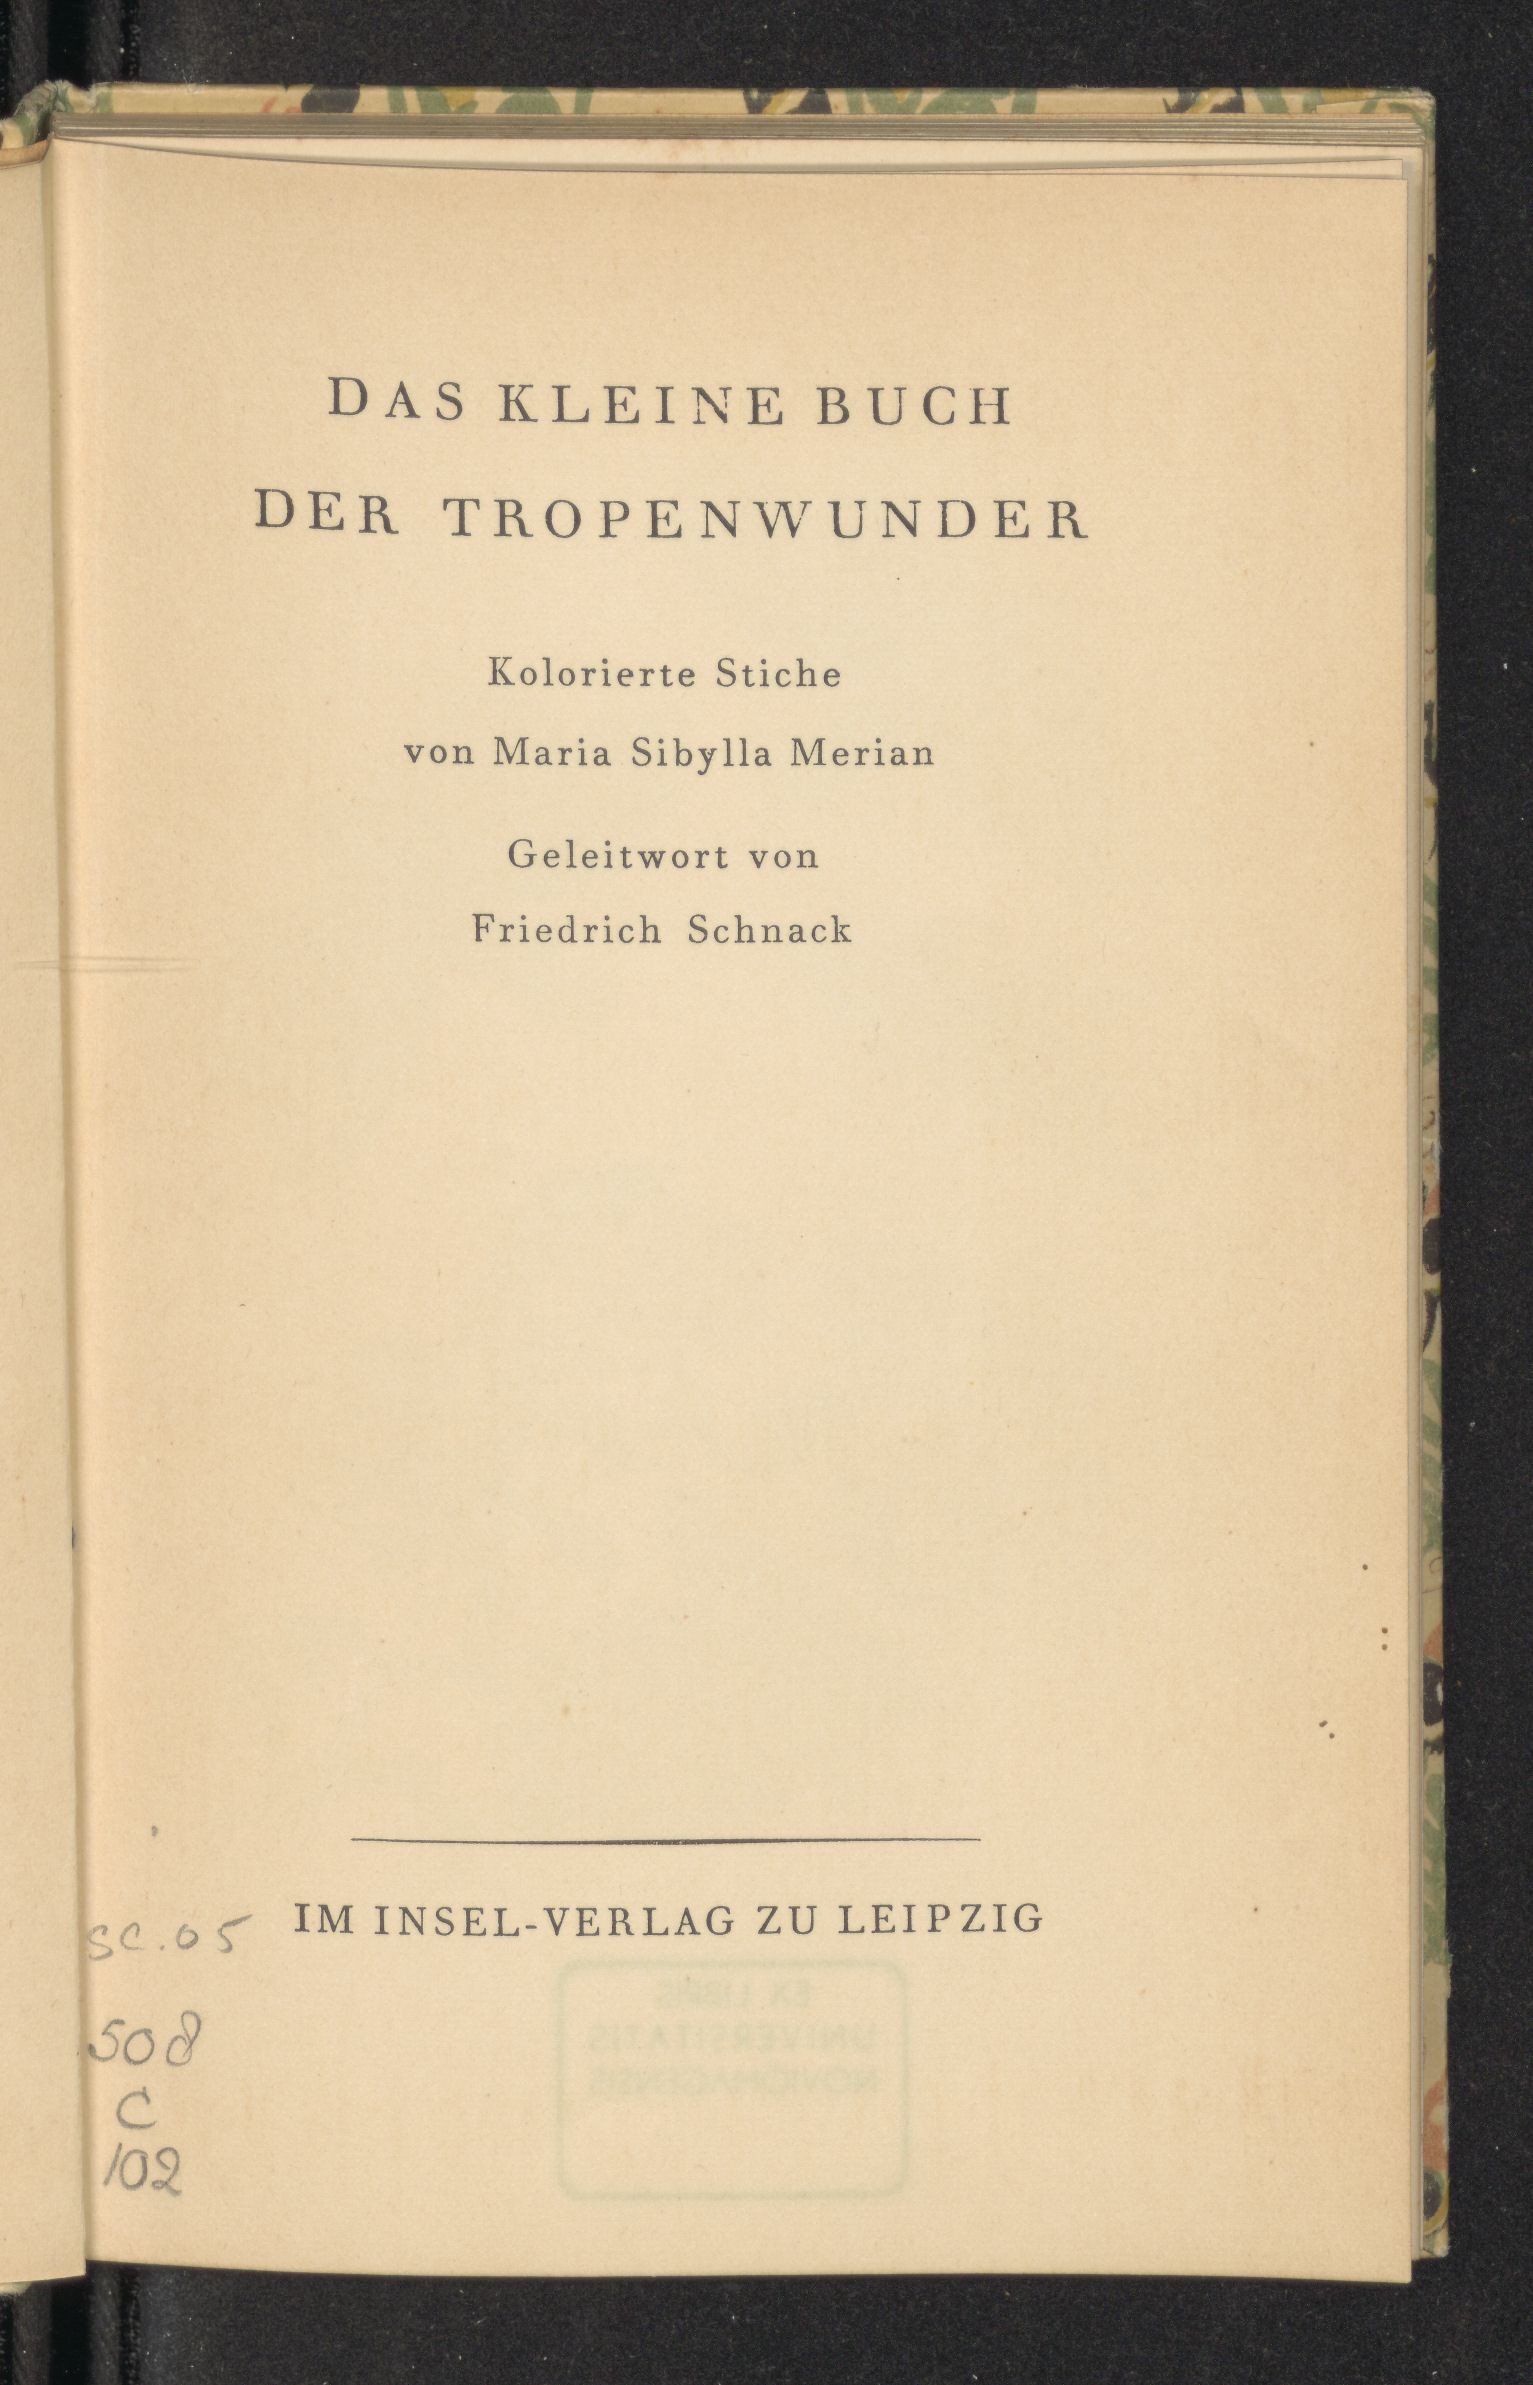 DAS KLEINE BUCH
DER TROPENWUNDER
Kolorierte Stiche
von Maria Sibylla Merian
Geleitwort von
Friedrich Schnack
IM INSEL-VERLAG ZU LEIPZIG
SC.05
508
C
102
EX LIBRIS
UNIVERSITATIS
NOVIOMAGENSIS